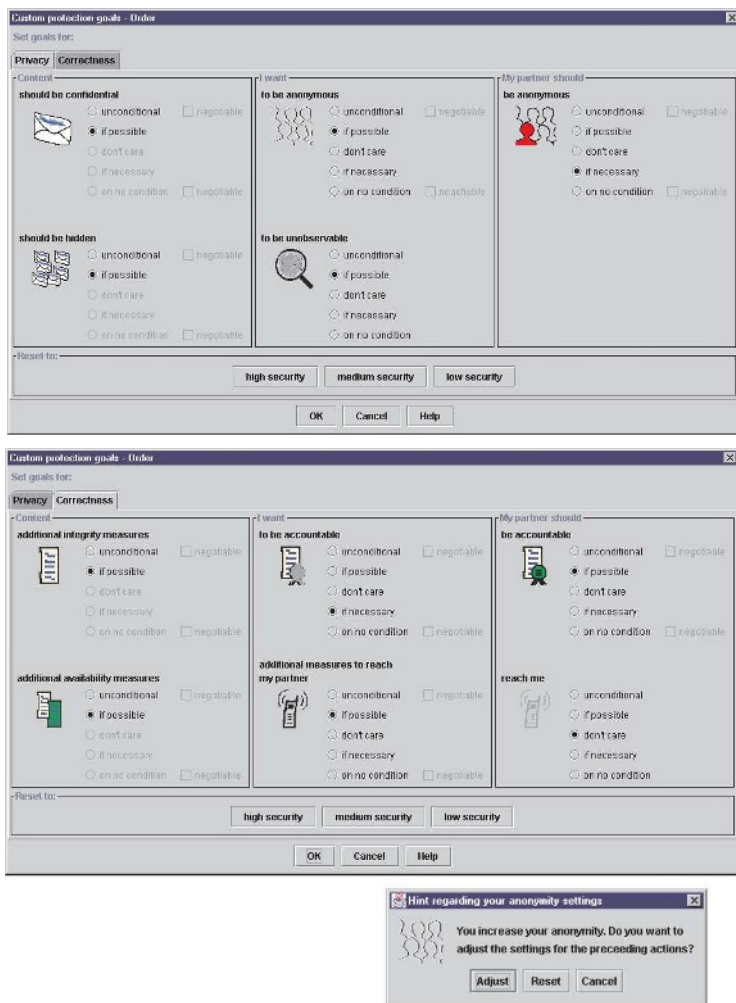 Custom protection goals - Order
Set goals for:
Privacy Correctness
Content
should be confidential
unconditional negotiable
if possible
don't care
if necessary
on no condition negotiable
should be hidden
unconditional negotiable
if possible
don't care
if necessary
on no condition negotiable
I want
to be anonymous
unconditional negotiable
if possible
don't care
if necessary
on no condition negotiable
to be unobservable
unconditional
if possible
don't care
if necessary
on no condition
My partner should
be anonymous
unconditional negotiable
if possible
don't care
if necessary
on no condition negotiable
Reset to:
high security medium security low security
OK Cancel Help
Custom protection goals - Order
Set goals for:
Privacy Correctness
Content
additional integrity measures
unconditional negotiable
if possible
don't care
if necessary
on no condition negotiable
additional availability measures
unconditional negotiable
if possible
don't care
if necessary
on no condition negotiable
I want
to be accountable
unconditional negotiable
if possible
don't care
if necessary
on no condition negotiable
additional measures to reach
my partner
unconditional negotiable
if possible
don't care
if necessary
on no condition negotiable
My partner should
be accountable
unconditional negotiable
if possible
don't care
if necessary
on no condition negotiable
reach me
unconditional
if possible
don't care
if necessary
on no condition
Reset to:
high security medium security low security
OK Cancel Help
Hint regarding your anonymity settings
You increase your anonymity. Do you want to
adjust the settings for the preceeding actions?
Adjust Reset Cancel